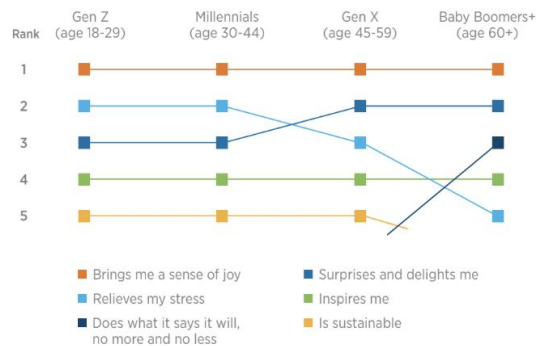 Gen Z Millennials Gen X Baby Boomers+
Rank (age 18-29) (age 30-44) (age 45-59) (age 60+)
1
2
3
4
5
Brings me a sense of joy
Surprises and delights me
Relieves my stress
Inspires me
Does what it says it will,
no more and no less
Is sustainable